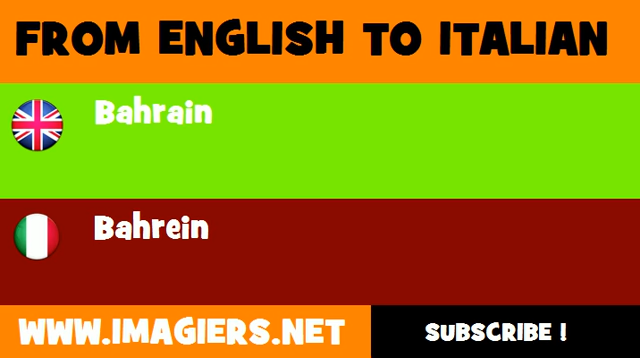 FROM ENGLISH TO ITALIAN
Bahrain
Bahrein
WWW.IMAGIERS.NET
SUBSCRIBE !